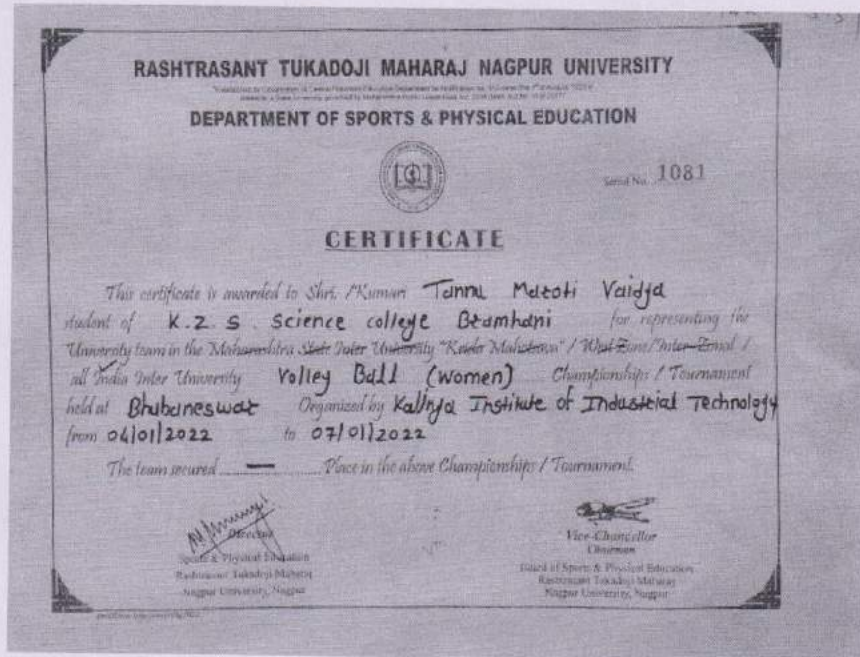 RASHTRASANT TUKADOJI MAHARAJ NAGPUR UNIVERSITY
DEPARTMENT OF SPORTS & PHYSICAL EDUCATION
Serial No. 1081
CERTIFICATE
This certificate is awarded to Shri. / Kumari Tannu Maroti Vaidya
student of K.Z.S. Science college Bramhani for representing the
University team in the Maharashtra State Inter University "Krida Mahotsava" / West Zone/Inter Zonal /
all India Inter University Volley Ball (women) Championships / Tournament
held at Bhubaneswar Organized by Kallnga Institute of Industrial Technology
from 04/01/2022 to 07/01/2022
The team secured — Place in the above Championships / Tournament.
Director
Sports & Physical Education
Rashtrasant Tukadoji Maharaj
Nagpur University, Nagpur
Vice-Chancellor
Chairman
Board of Sports & Physical Education
Rashtrasant Tukadoji Maharaj
Nagpur University, Nagpur